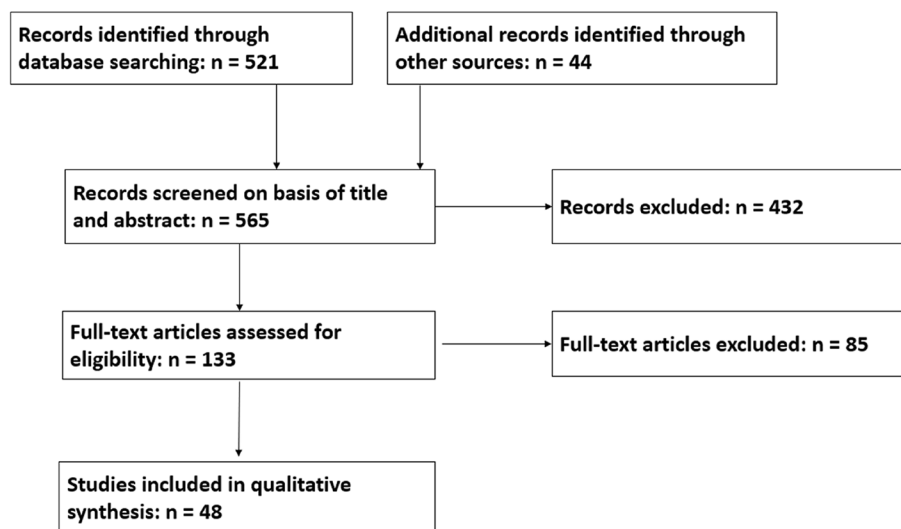 Records identified through
database searching: n = 521
Additional records identified through
other sources: n = 44
Records screened on basis of title
and abstract: n = 565
Records excluded: n = 432
Full-text articles assessed for
eligibility: n = 133
Full-text articles excluded: n = 85
Studies included in qualitative
synthesis: n = 48